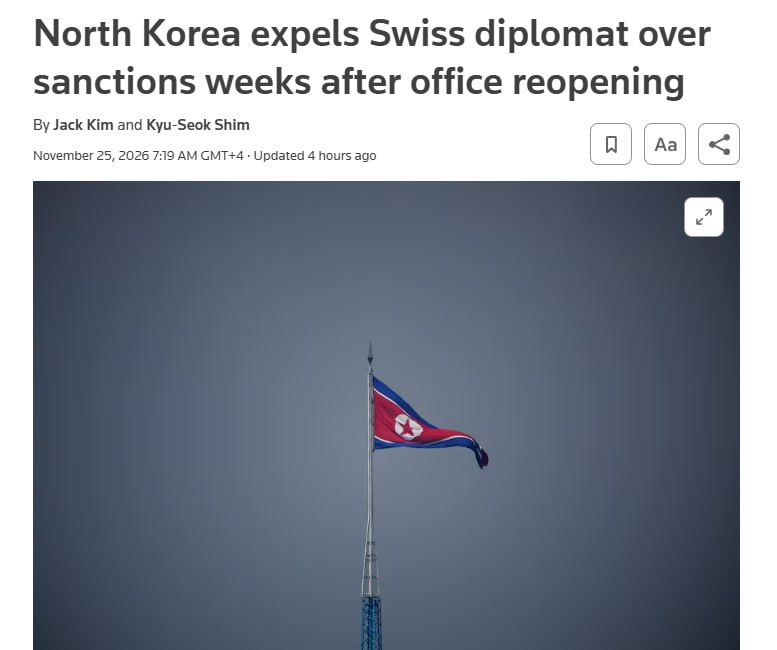 North Korea expels Swiss diplomat over
sanctions weeks after office reopening
By Jack Kim and Kyu-Seok Shim
November 25, 2026 7:19 AM GMT+4 · Updated 4 hours ago
Aa